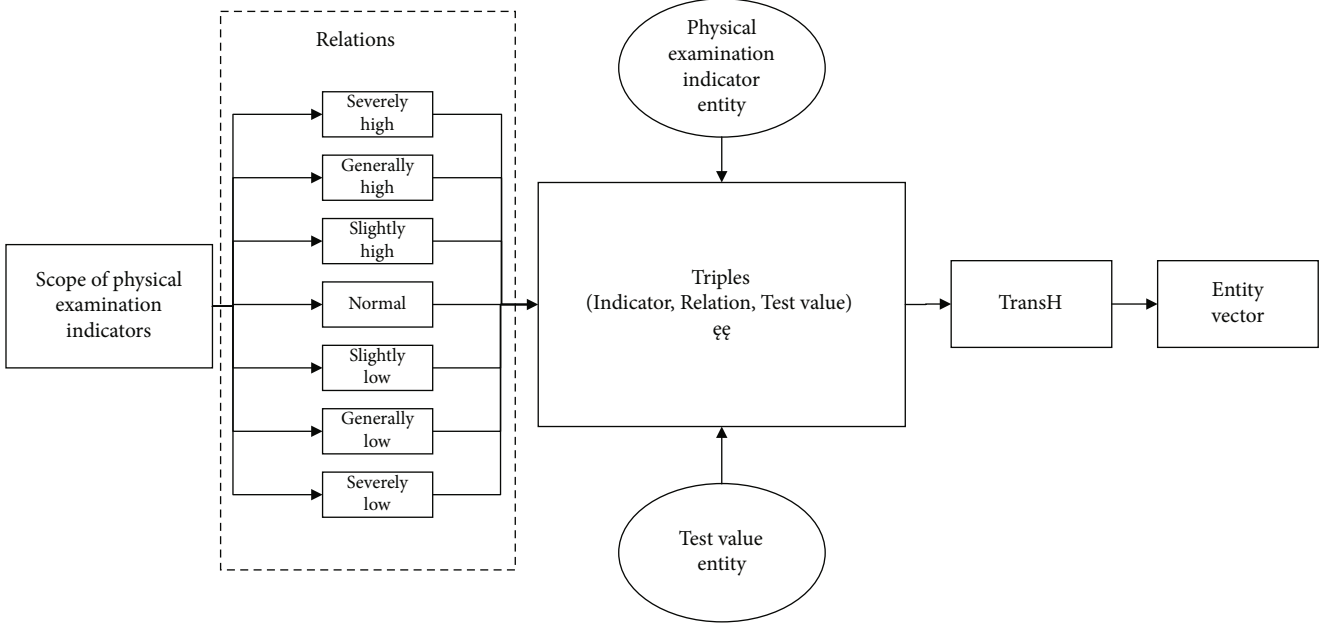 Relations
Severely
high
Generally
high
Slightly
high
Normal
Slightly
low
Generally
low
Severely
low
Scope of physical
examination
indicators
Physical
examination
indicator
entity
Triples
(Indicator, Relation, Test value)
ęę
Test value
entity
TransH
Entity
vector